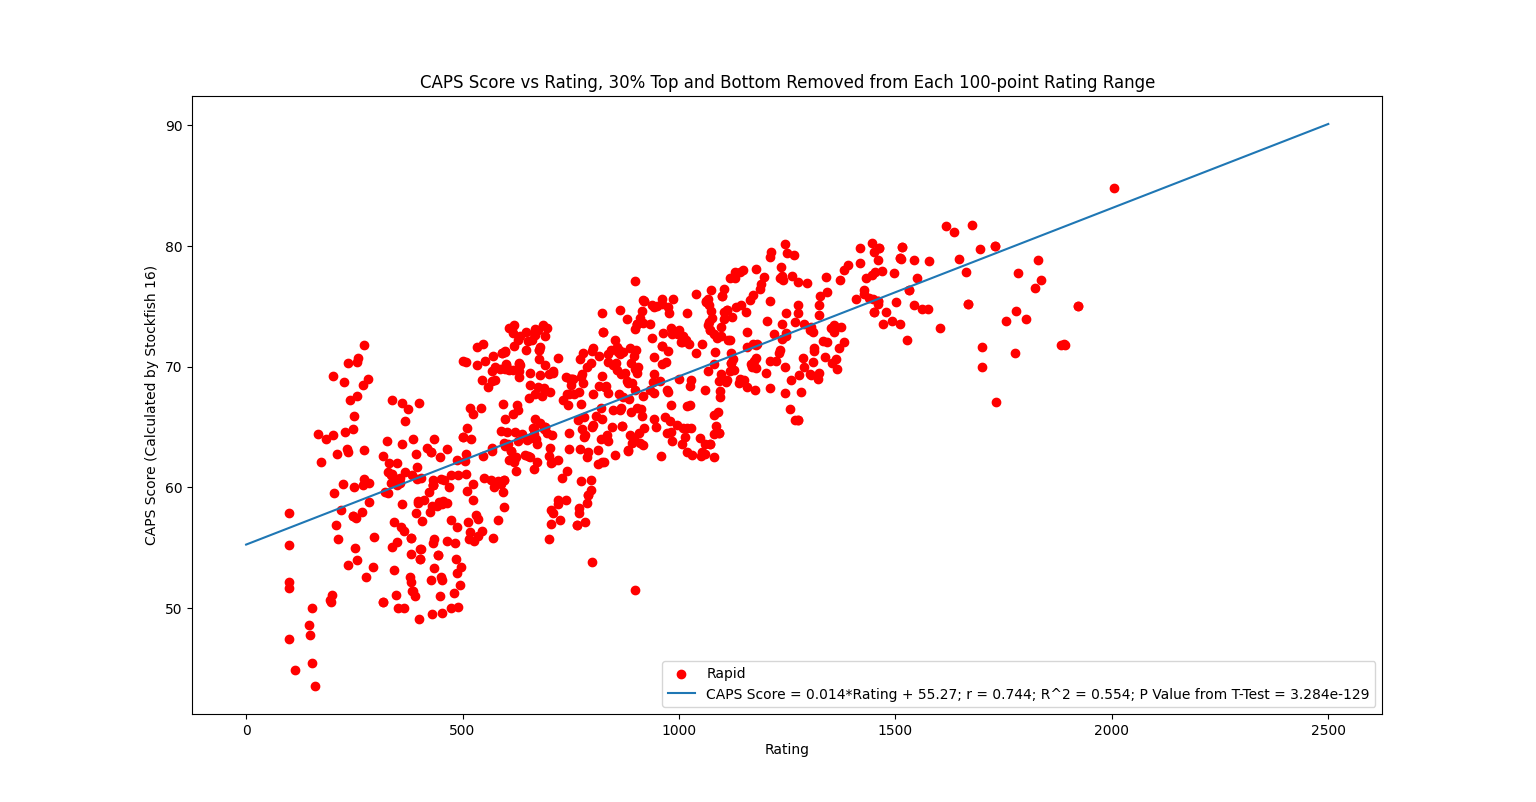 CAPS Score vs Rating, 30% Top and Bottom Removed from Each 100-point Rating Range
CAPS Score (Calculated by Stockfish 16)
90
80
70
60
50
Rapid
CAPS Score = 0.014*Rating + 55.27; r = 0.744; R^2 = 0.554; P Value from T-Test = 3.284e-129
0
500
1000
1500
2000
2500
Rating